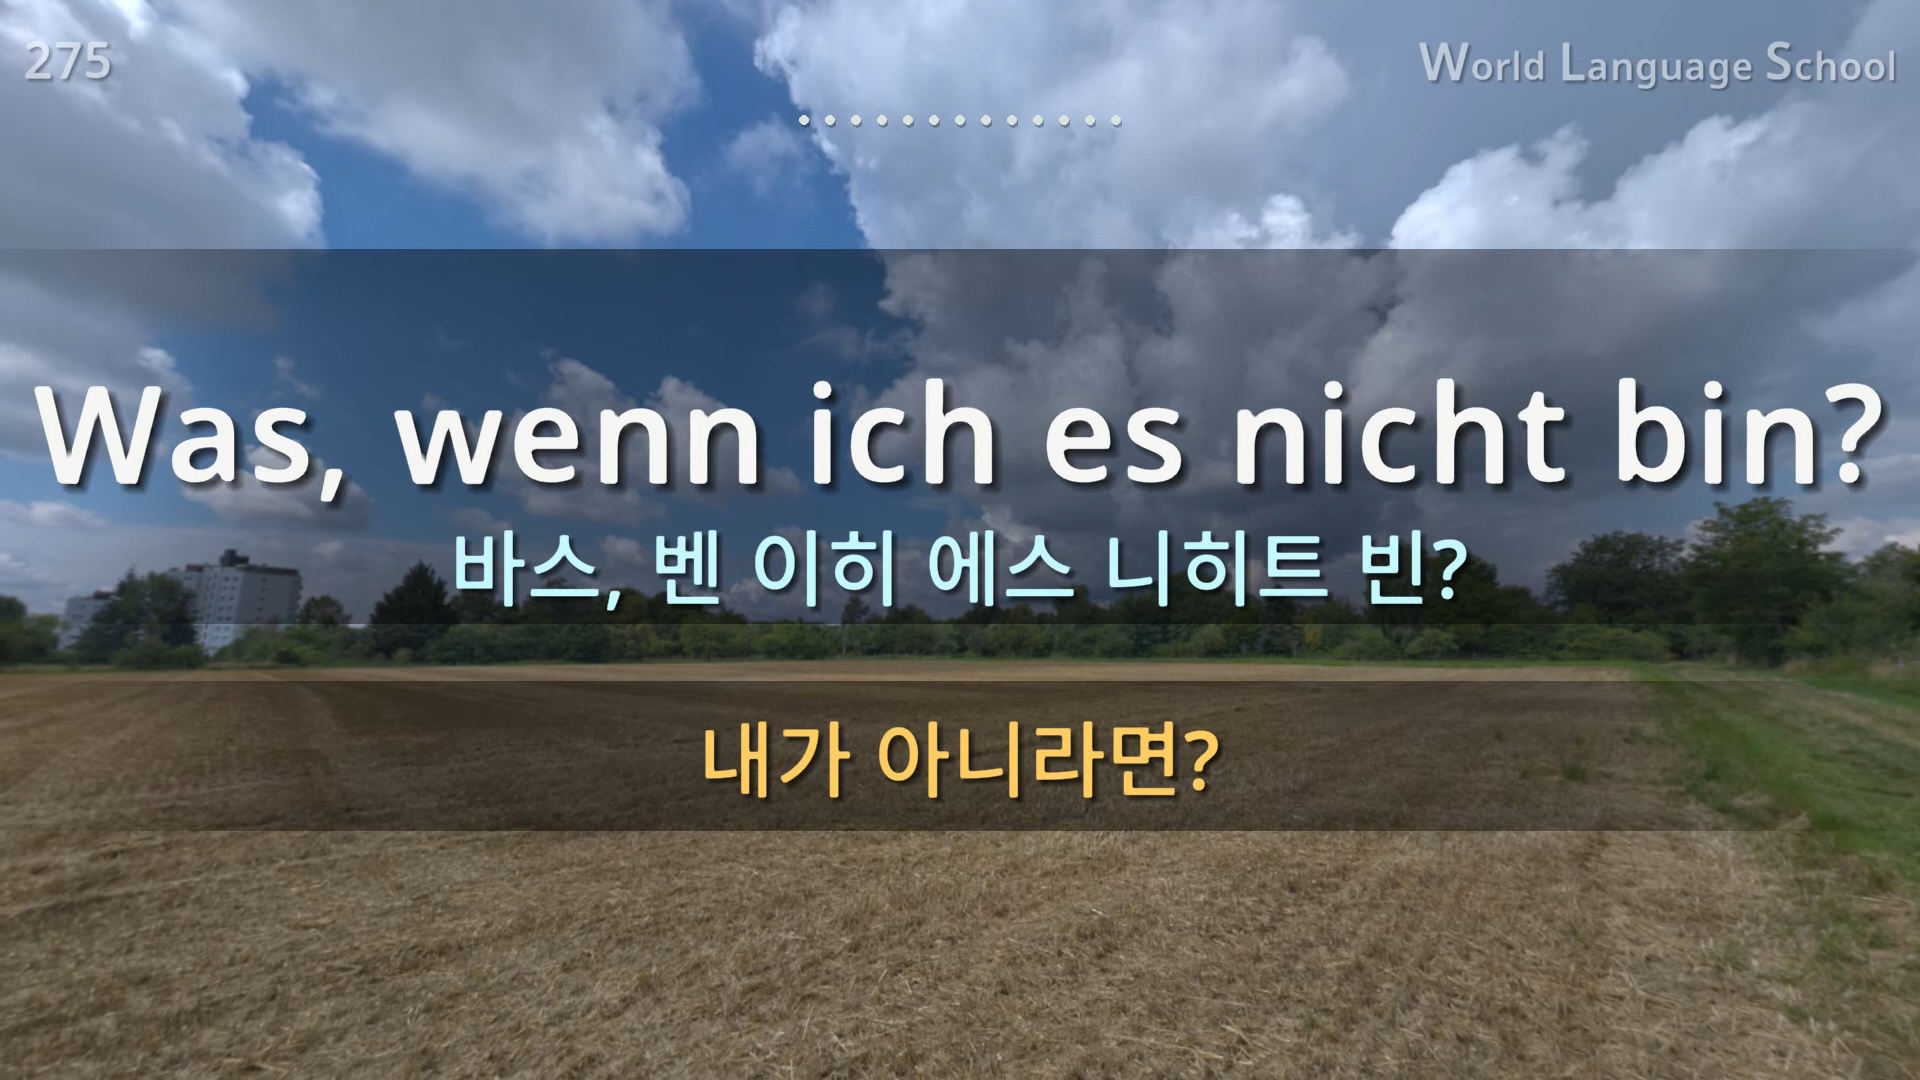 275
World Language School
Was, wenn ich es nicht bin?
바스, 벤 이히 에스 니히트 빈?
내가 아니라면?